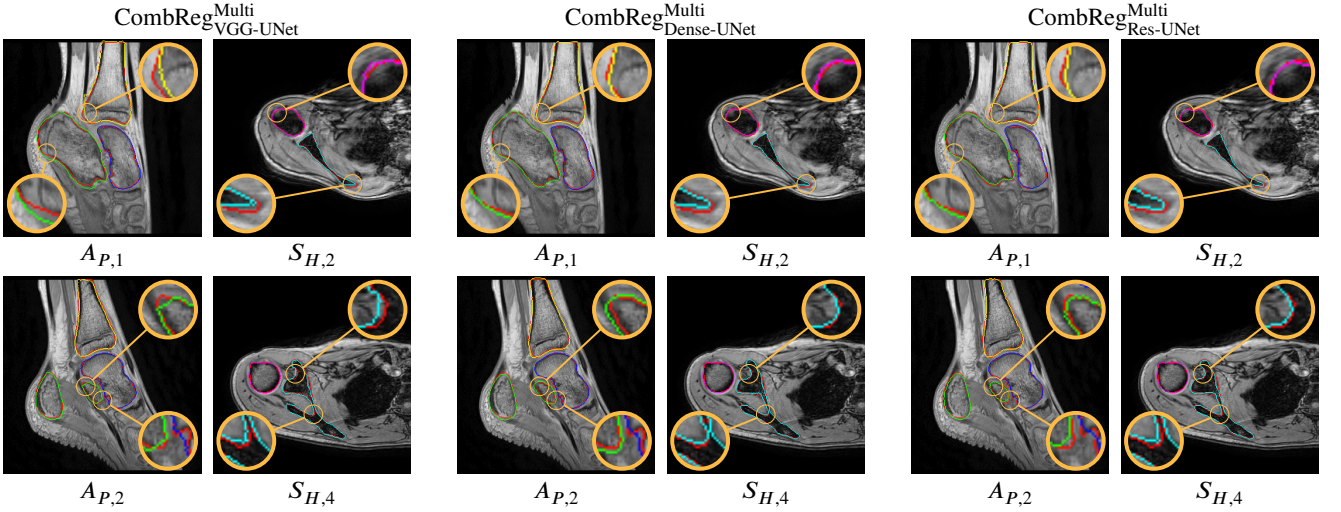 CombReg^Multi_VGG-UNet CombReg^Multi_Dense-UNet CombReg^Multi_Res-UNet
A_P,1 S_H,2 A_P,1 S_H,2 A_P,1 S_H,2
A_P,2 S_H,4 A_P,2 S_H,4 A_P,2 S_H,4